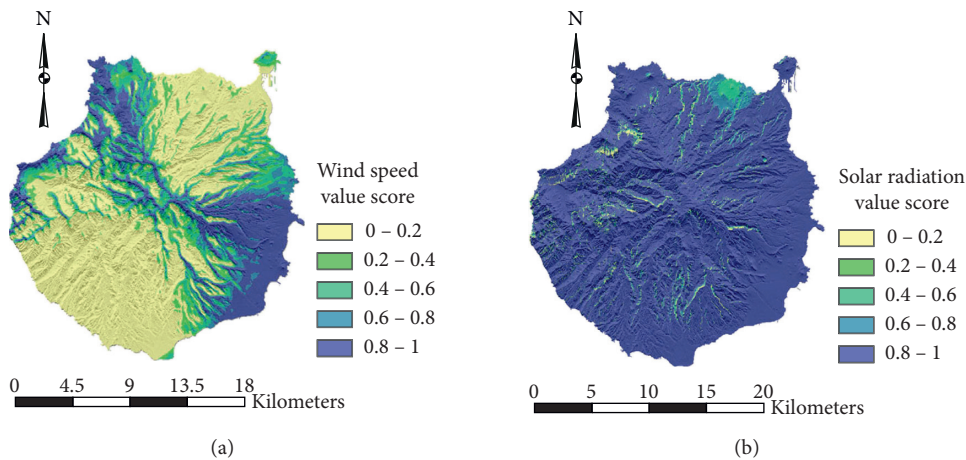 N
Wind speed
value score
0 – 0.2
0.2 – 0.4
0.4 – 0.6
0.6 – 0.8
0.8 – 1
0 4.5 9 13.5 18
Kilometers
(a)
N
Solar radiation
value score
0 – 0.2
0.2 – 0.4
0.4 – 0.6
0.6 – 0.8
0.8 – 1
0 5 10 15 20
Kilometers
(b)